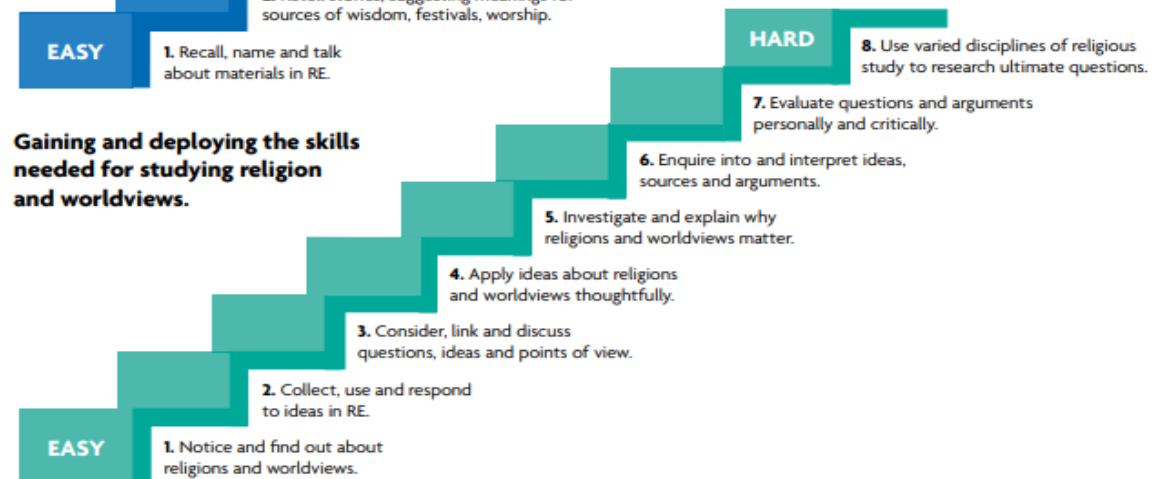 sources of wisdom, festivals, worship.
EASY
1. Recall, name and talk
about materials in RE.
Gaining and deploying the skills
needed for studying religion
and worldviews.
HARD
8. Use varied disciplines of religious
study to research ultimate questions.
7. Evaluate questions and arguments
personally and critically.
6. Enquire into and interpret ideas,
sources and arguments.
5. Investigate and explain why
religions and worldviews matter.
4. Apply ideas about religions
and worldviews thoughtfully.
3. Consider, link and discuss
questions, ideas and points of view.
2. Collect, use and respond
to ideas in RE.
EASY
1. Notice and find out about
religions and worldviews.